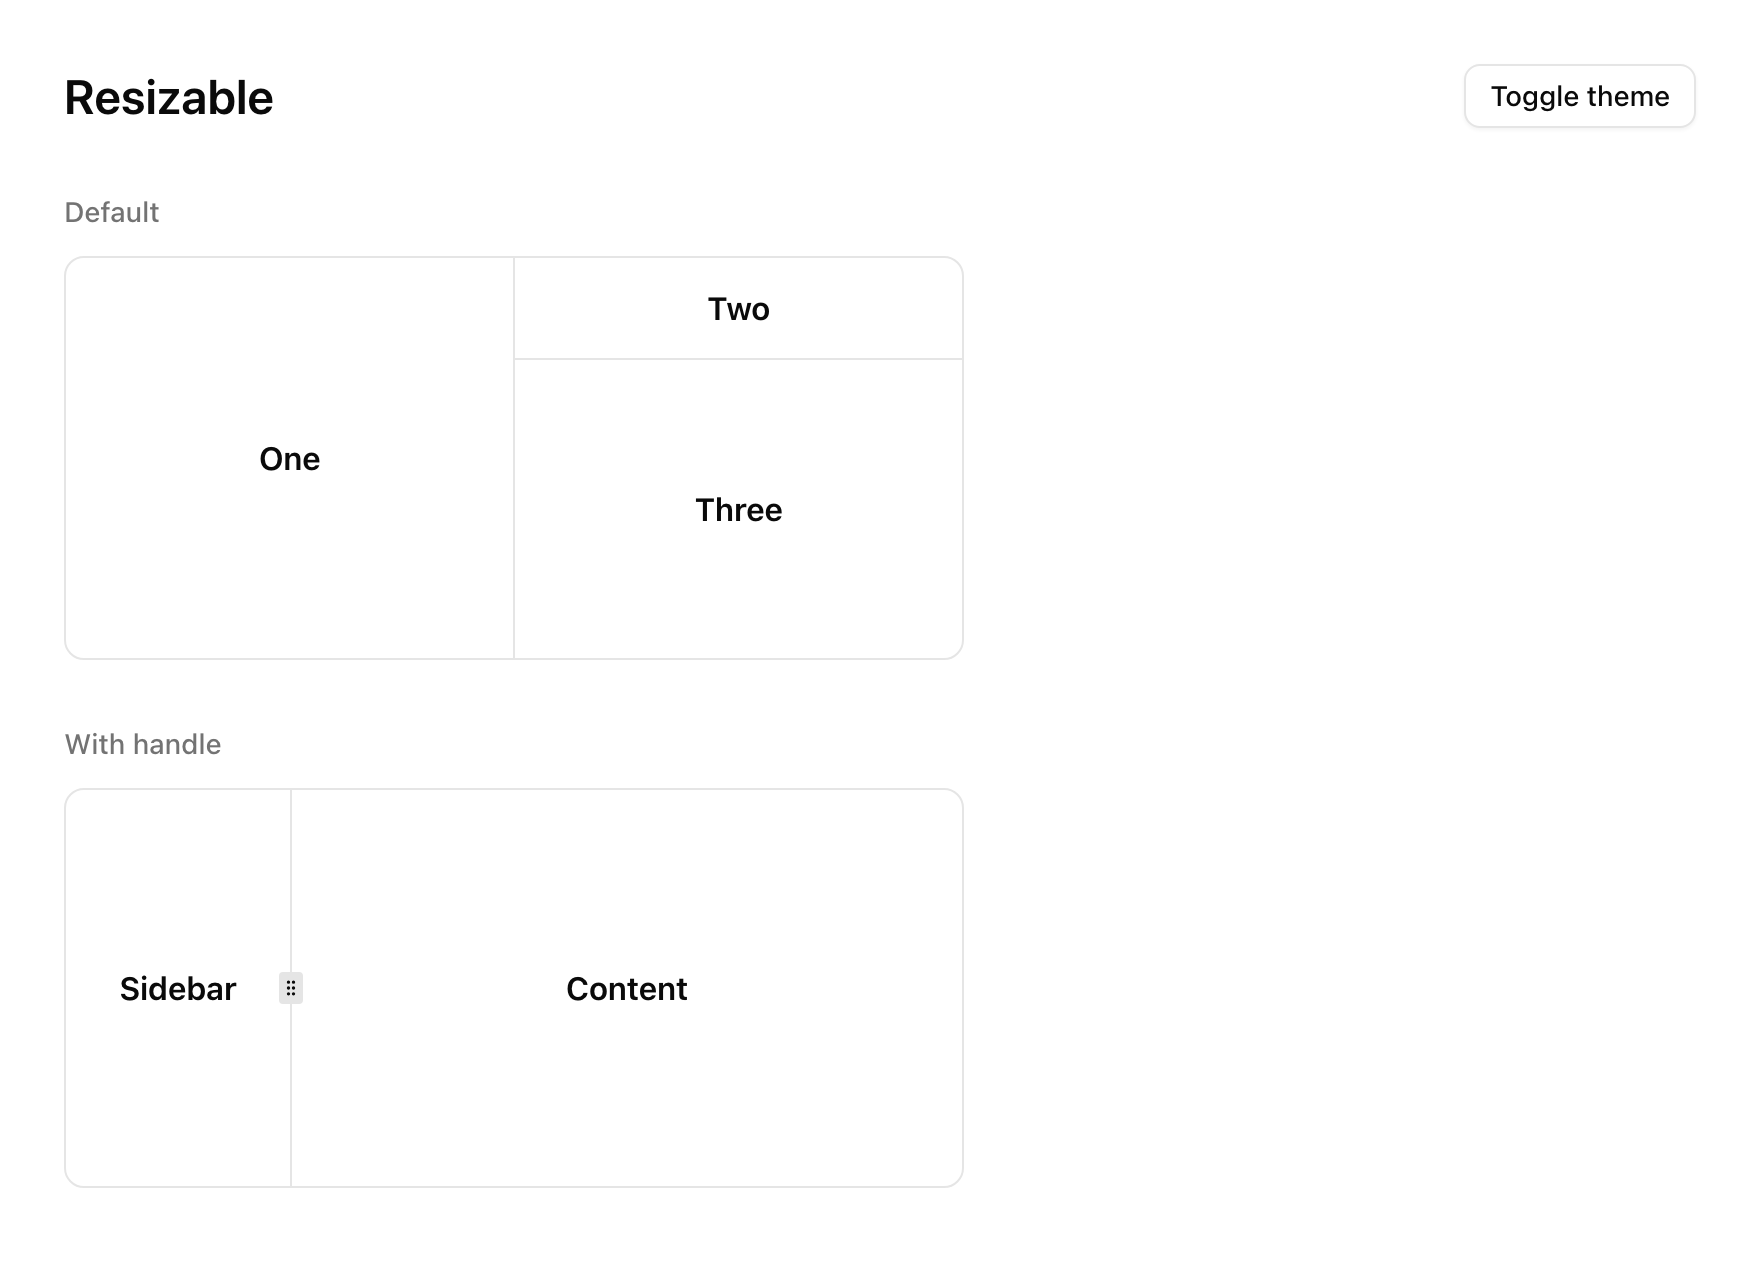 Resizable
Toggle theme
Default
One
Two
Three
With handle
Sidebar
Content